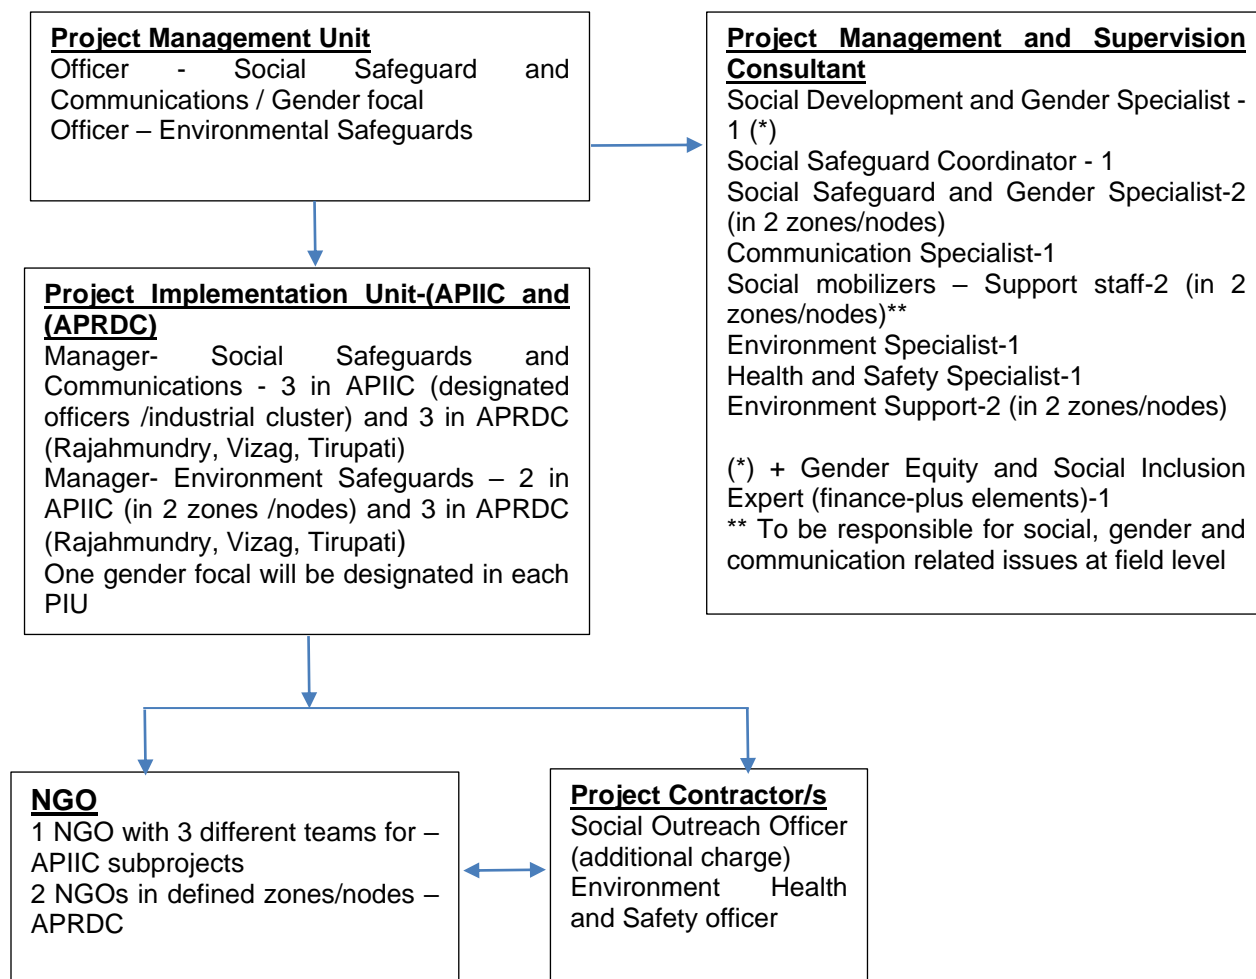 Project Management Unit
Officer - Social Safeguard and
Communications / Gender focal
Officer – Environmental Safeguards
Project Management and Supervision
Consultant
Social Development and Gender Specialist -
1 (*)
Social Safeguard Coordinator - 1
Social Safeguard and Gender Specialist-2
(in 2 zones/nodes)
Communication Specialist-1
Social mobilizers – Support staff-2 (in 2
zones/nodes)**
Environment Specialist-1
Health and Safety Specialist-1
Environment Support-2 (in 2 zones/nodes)
(*) + Gender Equity and Social Inclusion
Expert (finance-plus elements)-1
** To be responsible for social, gender and
communication related issues at field level
Project Implementation Unit-(APIIC and
(APRDC)
Manager- Social Safeguards and
Communications - 3 in APIIC (designated
officers /industrial cluster) and 3 in APRDC
(Rajahmundry, Vizag, Tirupati)
Manager- Environment Safeguards – 2 in
APIIC (in 2 zones /nodes) and 3 in APRDC
(Rajahmundry, Vizag, Tirupati)
One gender focal will be designated in each
PIU
NGO
1 NGO with 3 different teams for –
APIIC subprojects
2 NGOs in defined zones/nodes –
APRDC
Project Contractor/s
Social Outreach Officer
(additional charge)
Environment Health
and Safety officer